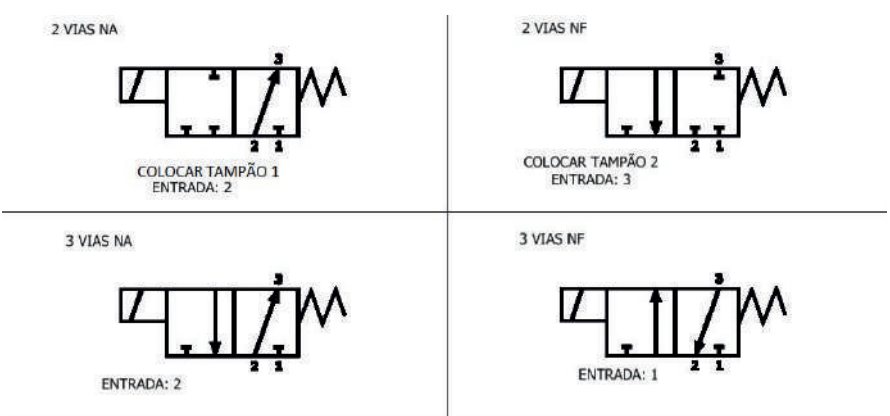 2 VIAS NA
3
2 1
COLOCAR TAMPÃO 1
ENTRADA: 2
2 VIAS NF
3
2 1
COLOCAR TAMPÃO 2
ENTRADA: 3
3 VIAS NA
3
2 1
ENTRADA: 2
3 VIAS NF
3
2 1
ENTRADA: 1